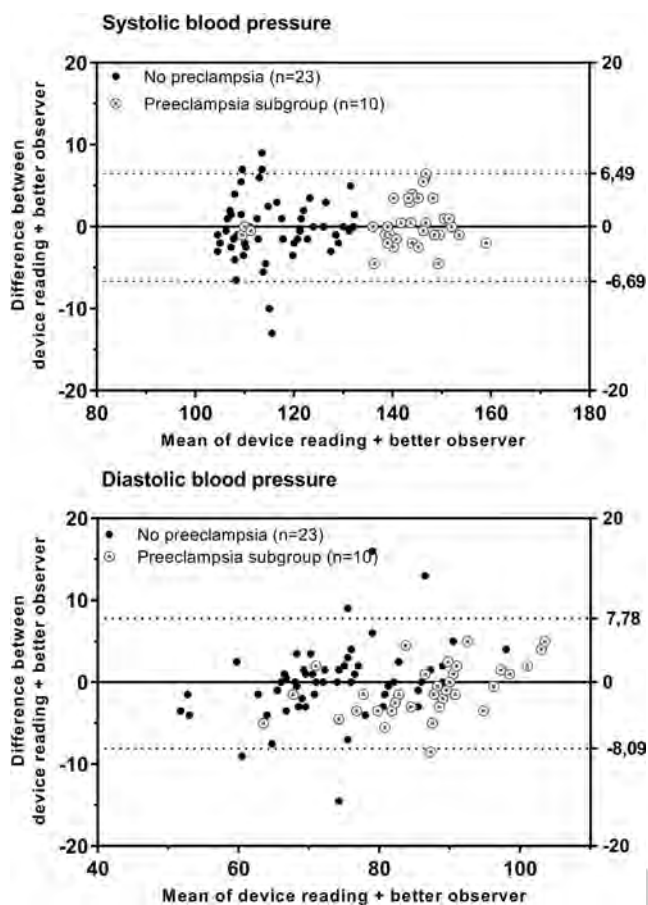 Systolic blood pressure
20
20
No preclampsia (n=23)
Preeclampsia subgroup (n=10)
10
6,49
0
0
-6,69
-10
-20
-20
80
100
120
140
160
180
Difference between
device reading + better observer
Mean of device reading + better observer
Diastolic blood pressure
20
20
No preeclampsia (n=23)
Preeclampsia subgroup (n=10)
10
7,78
0
0
-8,09
-10
-20
-20
40
60
80
100
Difference between
device reading + better observer
Mean of device reading + better observer